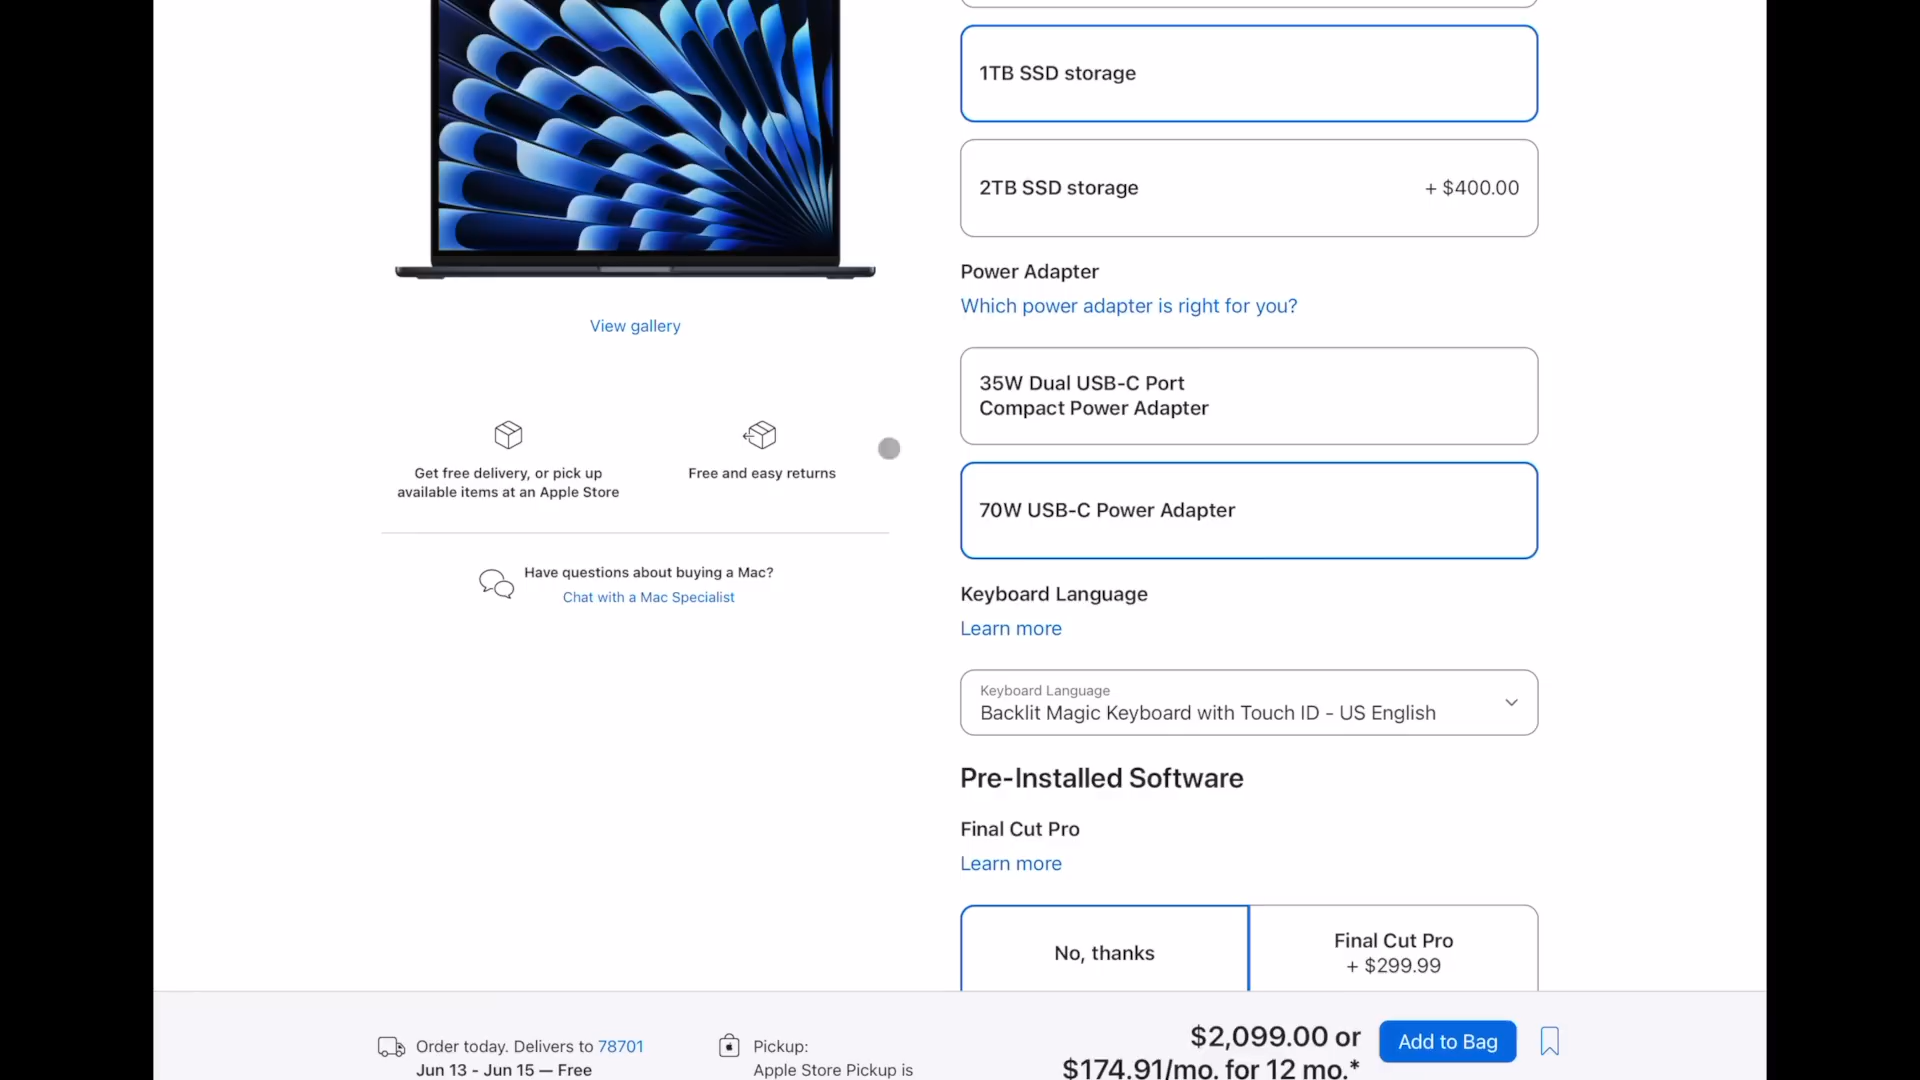 View gallery
Get free delivery, or pick up
available items at an Apple Store
Free and easy returns
Have questions about buying a Mac?
Chat with a Mac Specialist
1TB SSD storage
2TB SSD storage
+ $400.00
Power Adapter
Which power adapter is right for you?
35W Dual USB-C Port
Compact Power Adapter
70W USB-C Power Adapter
Keyboard Language
Learn more
Keyboard Language
Backlit Magic Keyboard with Touch ID - US English
Pre-Installed Software
Final Cut Pro
Learn more
No, thanks
Final Cut Pro
+ $299.99
Order today. Delivers to 78701
Jun 13 - Jun 15 — Free
Pickup:
Apple Store Pickup is
$2,099.00 or
$174.91/mo. for 12 mo.*
Add to Bag